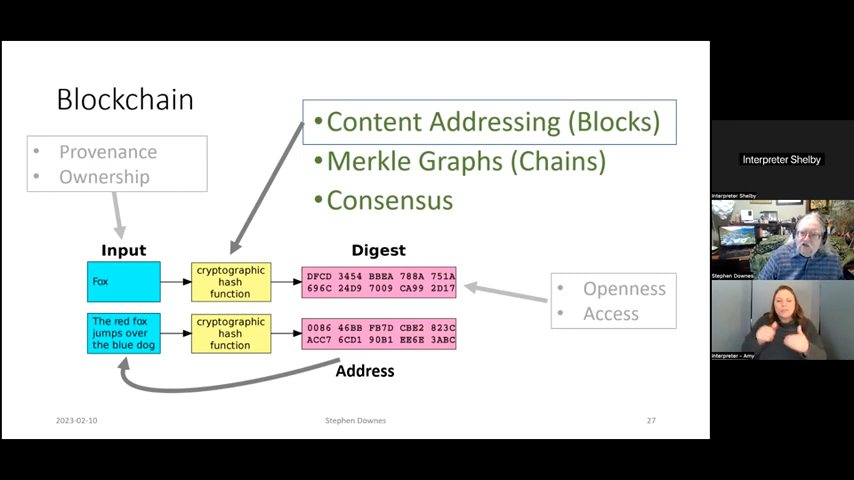 Blockchain
• Provenance
• Ownership
•Content Addressing (Blocks)
•Merkle Graphs (Chains)
•Consensus
Input
Digest
Fox
cryptographic
hash
function
DFCD 3454 BBEA 788A 751A
696C 24D9 7009 CA99 2D17
The red fox
jumps over
the blue dog
cryptographic
hash
function
0086 46BB FB7D CBE2 823C
ACC7 6CD1 90B1 EE6E 3ABC
Address
• Openness
• Access
2023-02-10
Stephen Downes
27
Interpreter Shelby
Interpreter Shelby
Stephen Downes
Interpreter - Amy